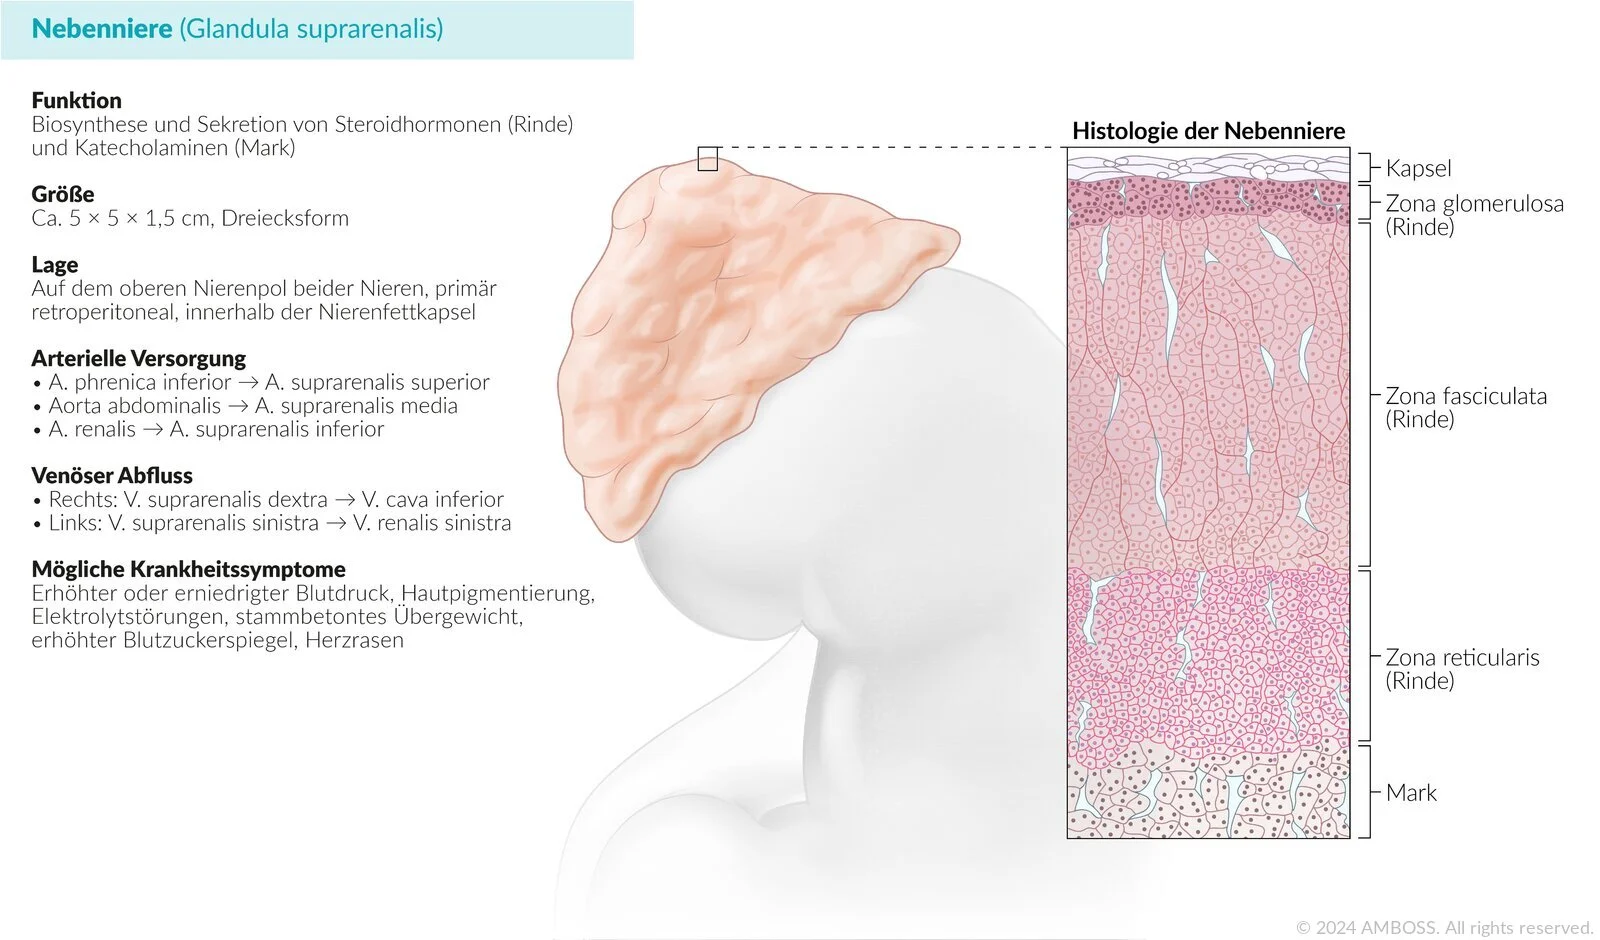 Nebenniere (Glandula suprarenalis)
Funktion
Biosynthese und Sekretion von Steroidhormonen (Rinde)
und Katecholaminen (Mark)
Größe
Ca. 5 × 5 × 1,5 cm, Dreiecksform
Lage
Auf dem oberen Nierenpol beider Nieren, primär
retroperitoneal, innerhalb der Nierenfettkapsel
Arterielle Versorgung
• A. phrenica inferior → A. suprarenalis superior
• Aorta abdominalis → A. suprarenalis media
• A. renalis → A. suprarenalis inferior
Venöser Abfluss
• Rechts: V. suprarenalis dextra → V. cava inferior
• Links: V. suprarenalis sinistra → V. renalis sinistra
Mögliche Krankheitssymptome
Erhöhter oder erniedrigter Blutdruck, Hautpigmentierung,
Elektrolytstörungen, stammbetontes Übergewicht,
erhöhter Blutzuckerspiegel, Herzrasen
Histologie der Nebenniere
Kapsel
Zona glomerulosa
(Rinde)
Zona fasciculata
(Rinde)
Zona reticularis
(Rinde)
Mark
© 2024 AMBOSS. All rights reserved.